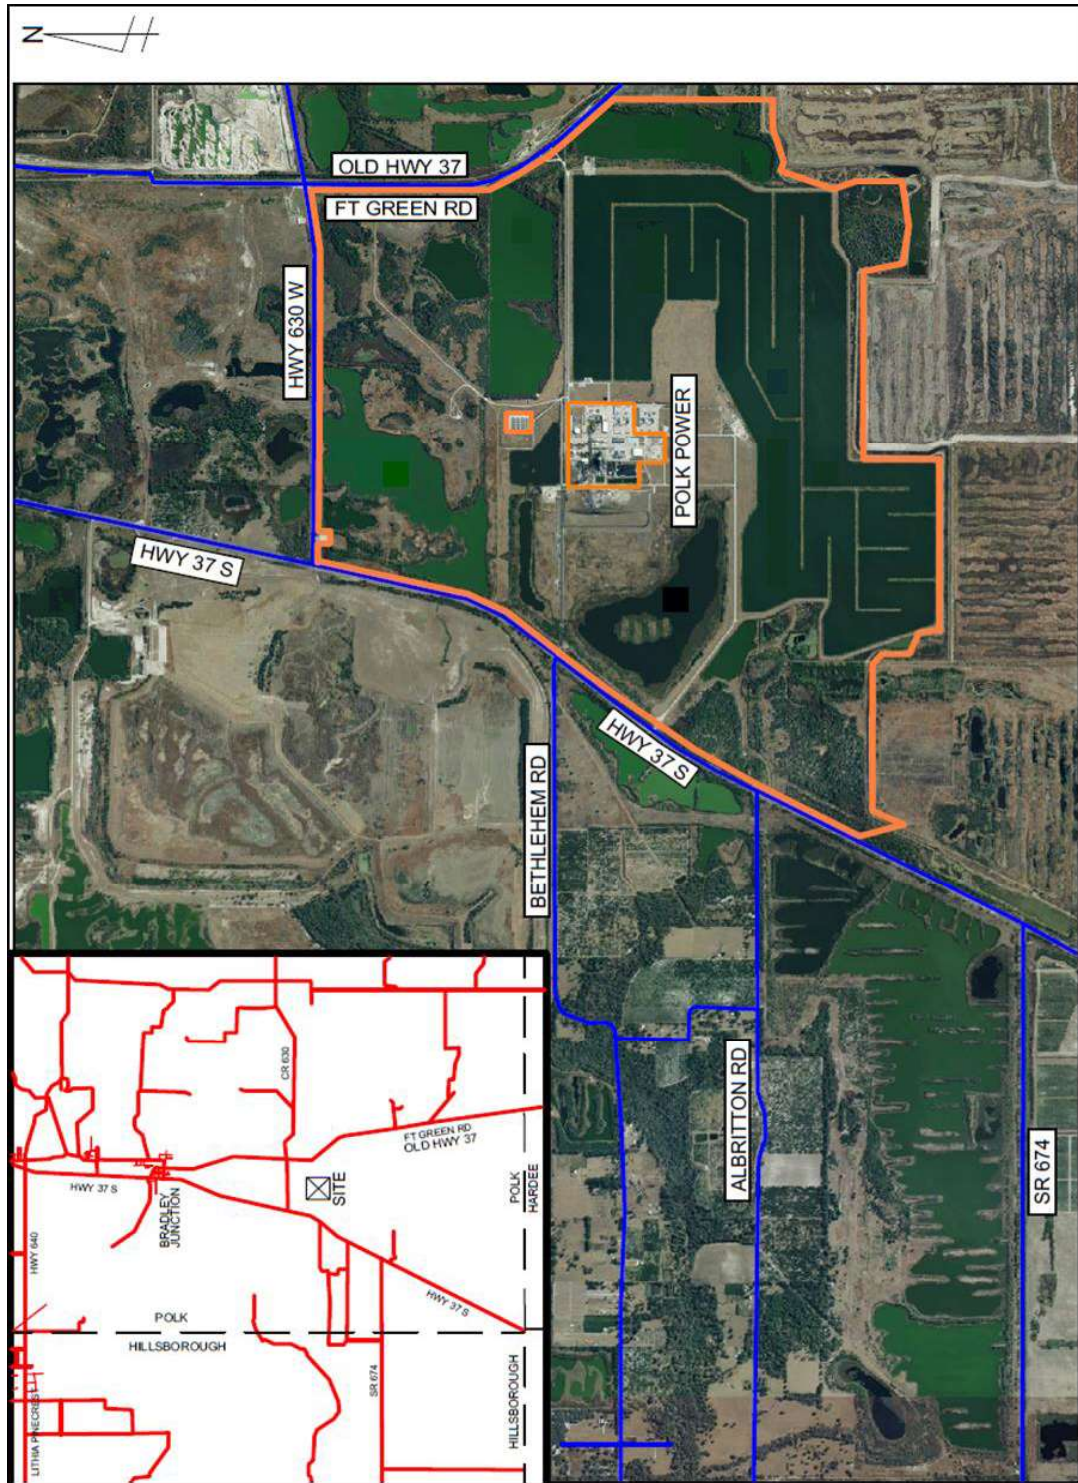 N
OLD HWY 37
FT GREEN RD
HWY 630 W
HWY 37 S
POLK POWER
HWY 37 S
BETHLEHEM RD
ALBRITTON RD
SR 674
CR 630
FT GREEN RD
OLD HWY 37
HWY 37 S
BRADLEY
JUNCTION
SITE
POLK
HARDEE
HWY 640
HWY 37 S
POLK
HILLSBOROUGH
SR 674
LITHIA PINECREST
HILLSBOROUGH